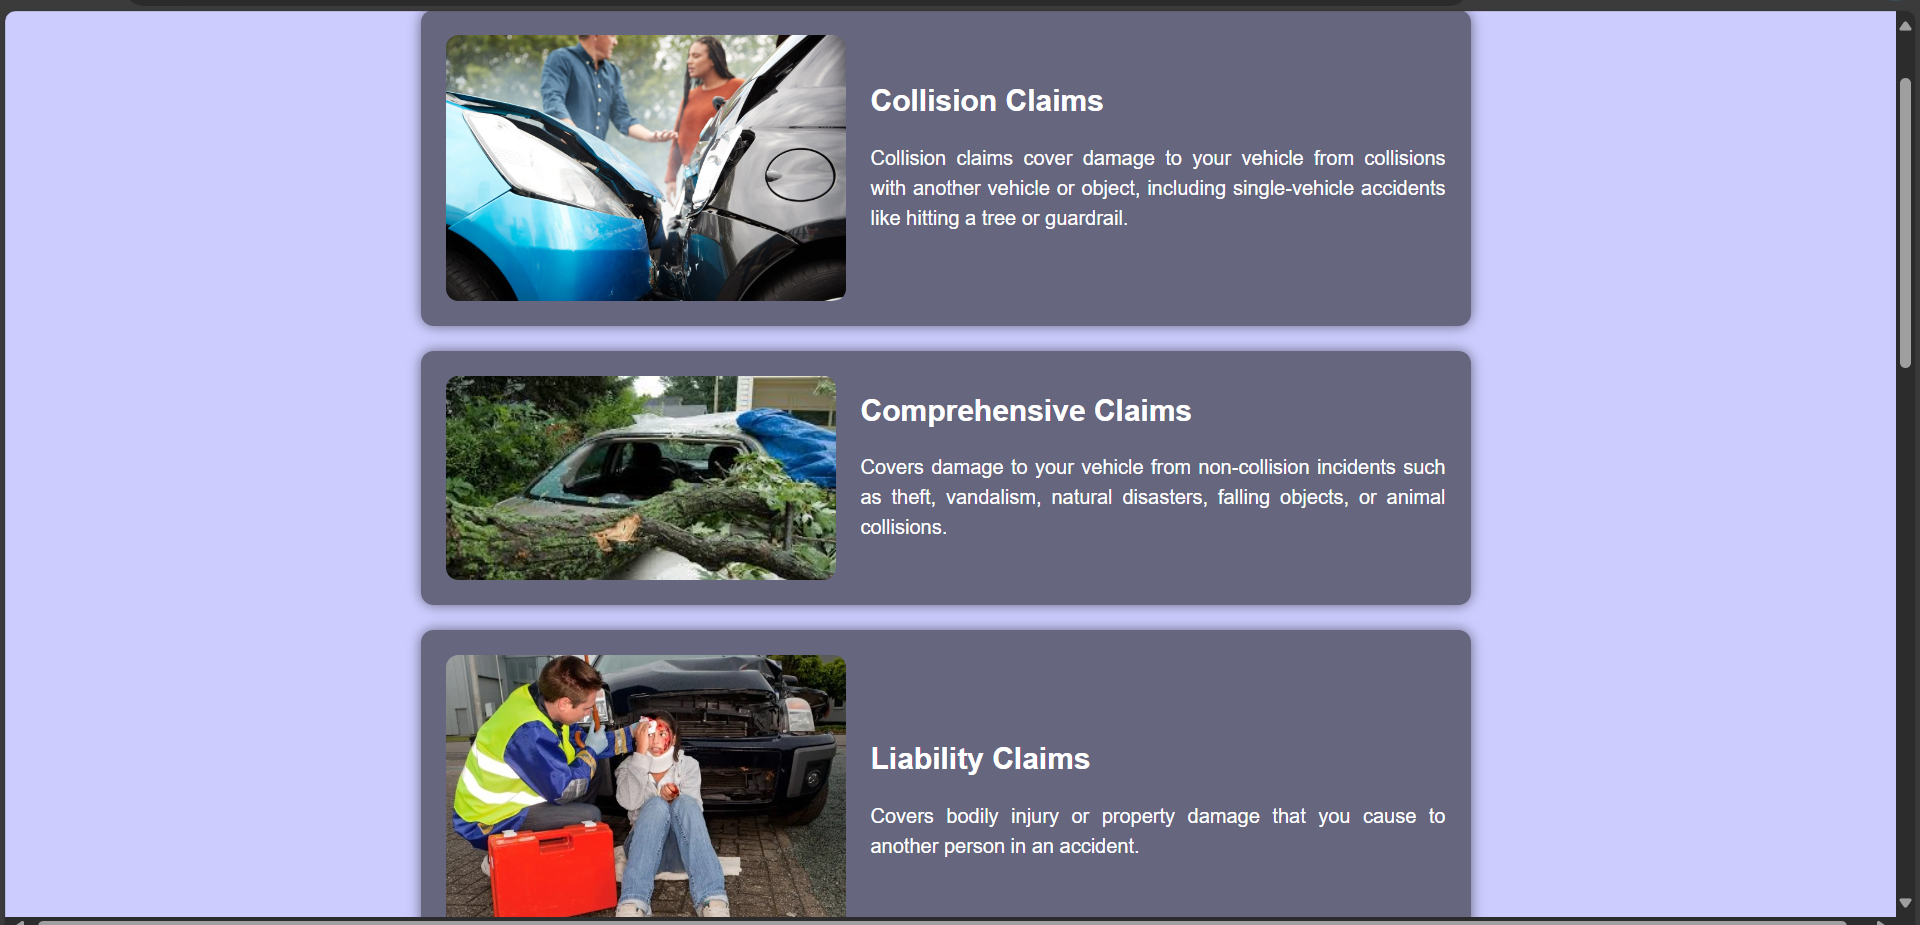 Collision Claims
Collision claims cover damage to your vehicle from collisions
with another vehicle or object, including single-vehicle accidents
like hitting a tree or guardrail.
Comprehensive Claims
Covers damage to your vehicle from non-collision incidents such
as theft, vandalism, natural disasters, falling objects, or animal
collisions.
Liability Claims
Covers bodily injury or property damage that you cause to
another person in an accident.